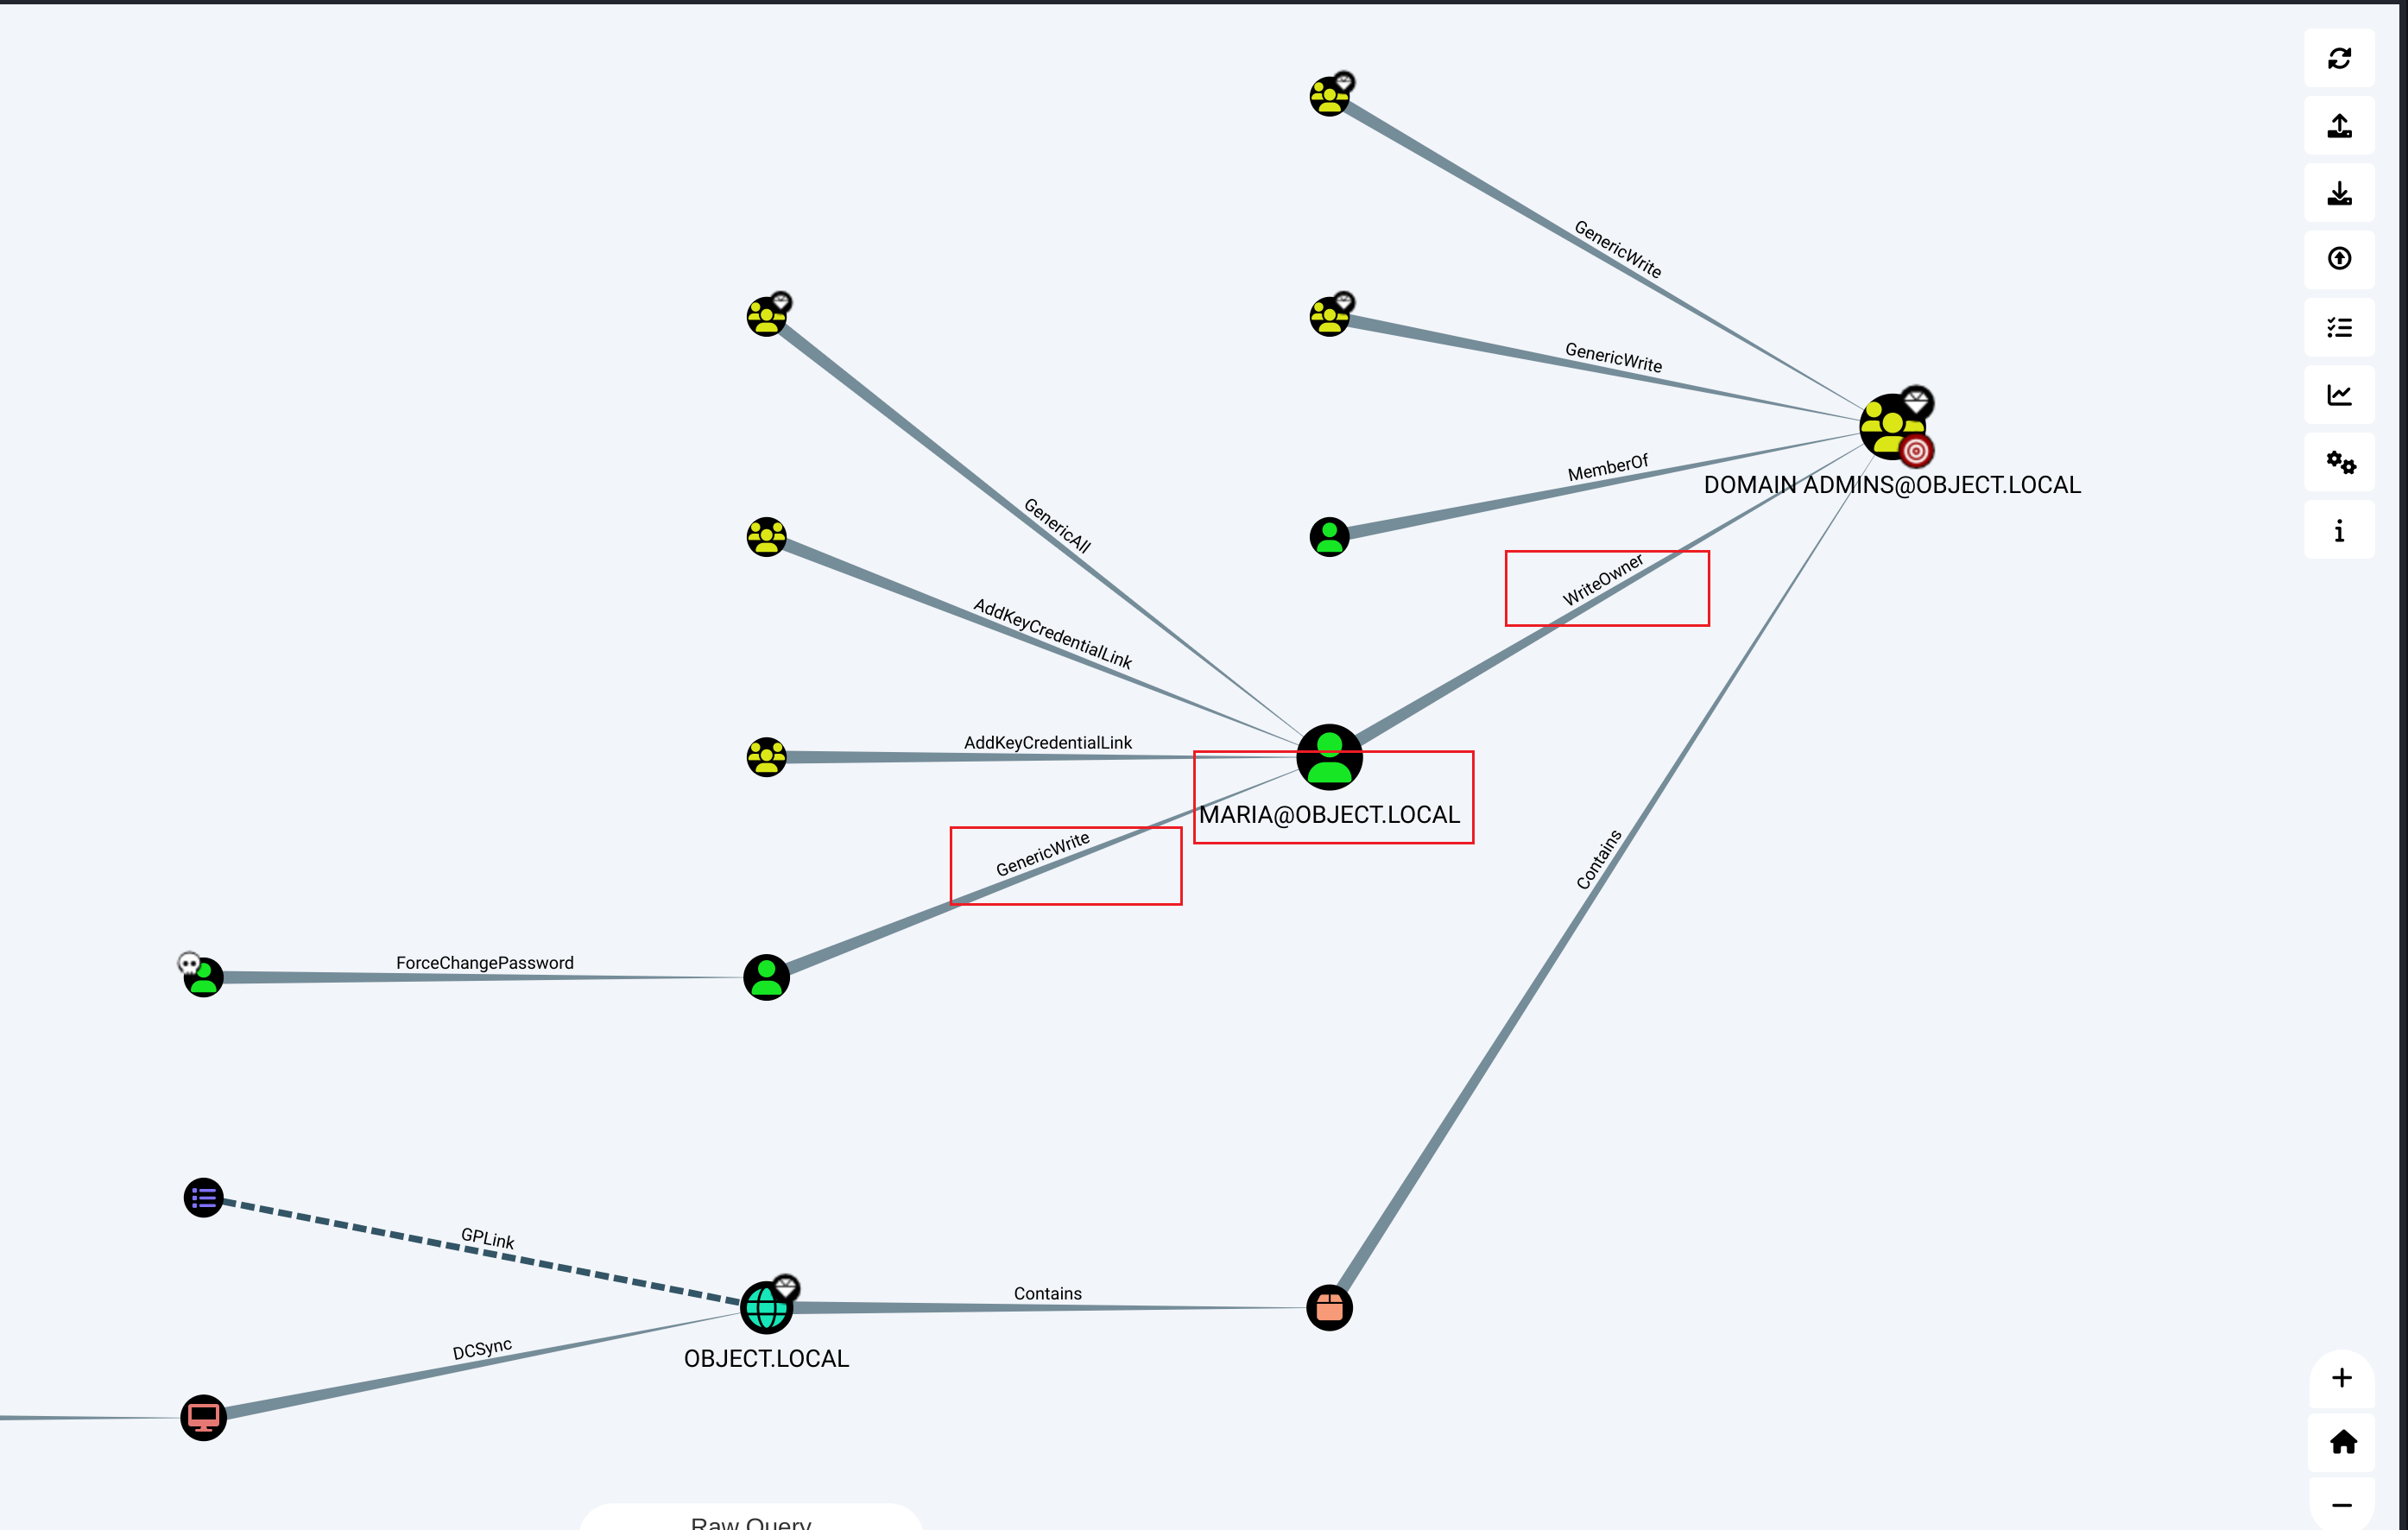 GenericWrite
GenericWrite
MemberOf
DOMAIN ADMINS@OBJECT.LOCAL
GenericAll
WriteOwner
AddKeyCredentialLink
AddKeyCredentialLink
MARIA@OBJECT.LOCAL
GenericWrite
Contains
ForceChangePassword
GPLink
Contains
DCSync
OBJECT.LOCAL
Raw Query